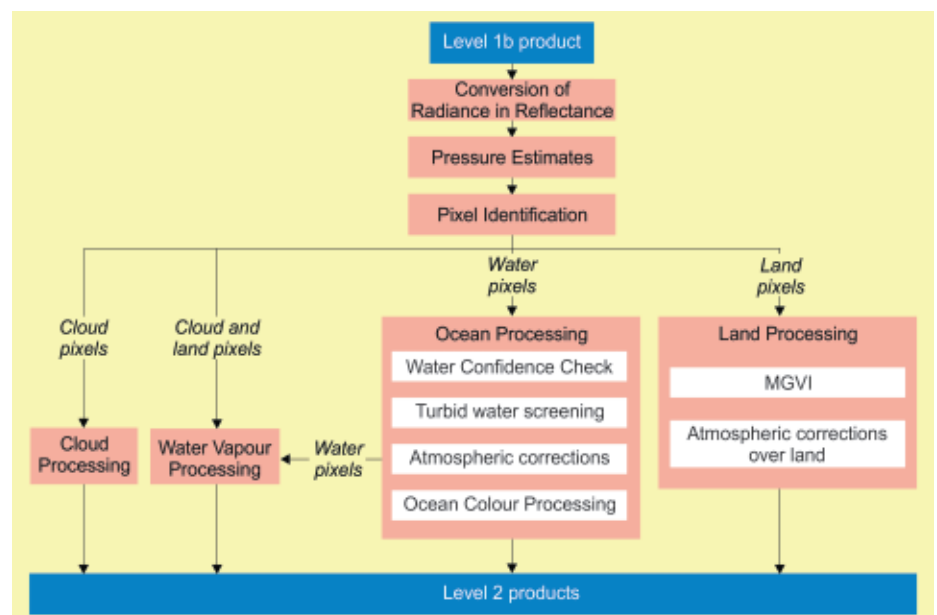 Level 1b product
Conversion of
Radiance in Reflectance
Pressure Estimates
Pixel Identification
Water
pixels
Land
pixels
Cloud
pixels
Cloud and
land pixels
Ocean Processing
Water Confidence Check
Turbid water screening
Atmospheric corrections
Ocean Colour Processing
Land Processing
MGVI
Atmospheric corrections
over land
Cloud
Processing
Water Vapour
Processing
Water
pixels
Level 2 products